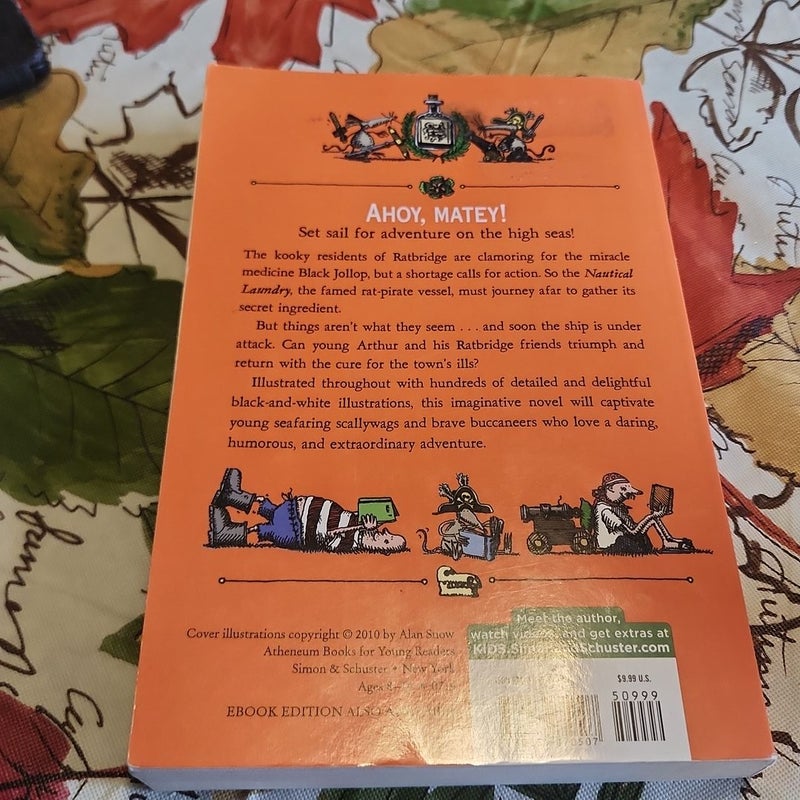 AHOY, MATEY!
Set sail for adventure on the high seas!
The kooky residents of Ratbridge are clamoring for the miracle
medicine Black Jollop, but a shortage calls for action. So the Nautical
Laundry, the famed rat-pirate vessel, must journey afar to gather its
secret ingredient.
But things aren't what they seem . . . and soon the ship is under
attack. Can young Arthur and his Ratbridge friends triumph and
return with the cure for the town's ills?
Illustrated throughout with hundreds of detailed and delightful
black-and-white illustrations, this imaginative novel will captivate
young seafaring scallywags and brave buccaneers who love a daring,
humorous, and extraordinary adventure.
Cover illustrations copyright © 2010 by Alan Snow
Atheneum Books for Young Readers
Simon & Schuster • New York
Ages
EBOOK EDITION ALSO
Meet the author,
watch videos, and get extras at
KIDS.SimonandSchuster.com
$9.99 U.S.
50999